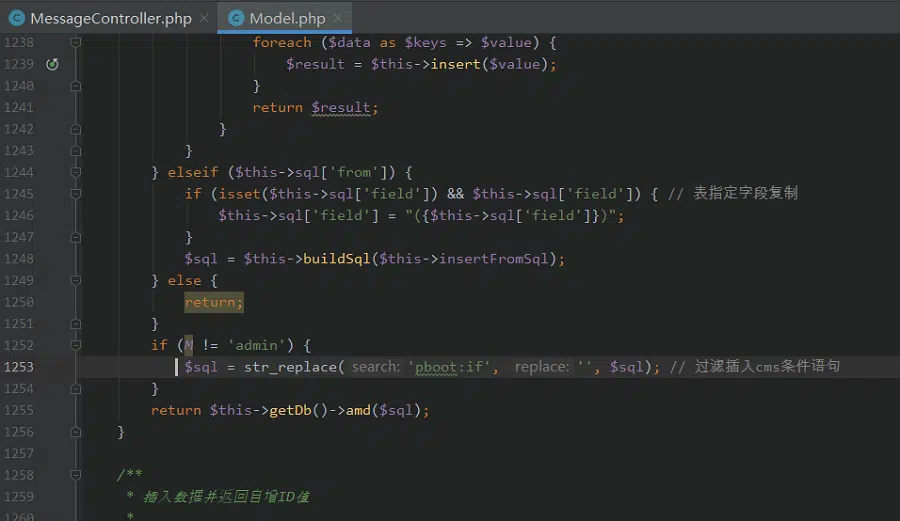 MessageController.php × Model.php ×
1238 foreach ($data as $keys => $value) {
1239 $result = $this->insert($value);
1240 }
1241 return $result;
1242 }
1243 }
1244 } elseif ($this->sql['from']) {
1245 if (isset($this->sql['field']) && $this->sql['field']) { // 表指定字段复制
1246 $this->sql['field'] = "({$this->sql['field']})";
1247 }
1248 $sql = $this->buildSql($this->insertFromSql);
1249 } else {
1250 return;
1251 }
1252 if (M != 'admin') {
1253 $sql = str_replace( search: 'pboot:if', replace: '', $sql); // 过滤插入cms条件语句
1254 }
1255 return $this->getDb()->amd($sql);
1256 }
1257
1258 /**
1259 * 插入数据并返回自增ID值
1260 *